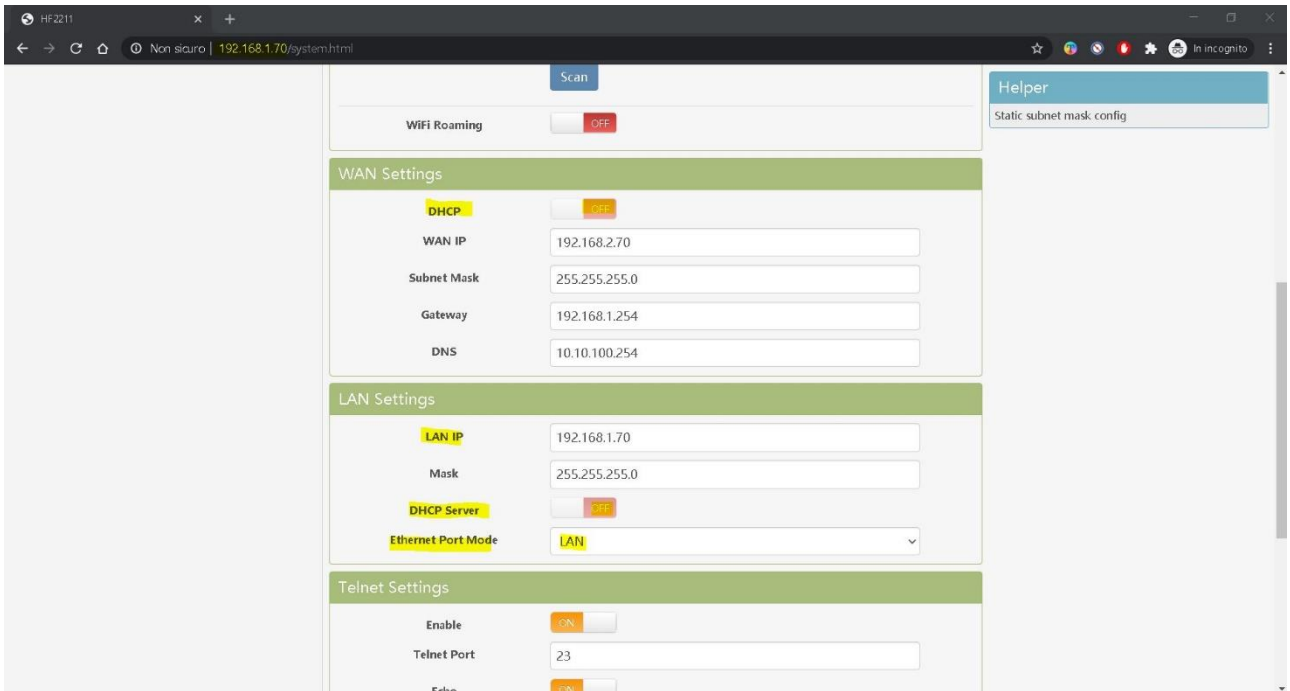 HF2211
Non sicuro | 192.168.1.70/system.html
In incognito
Scan
WiFi Roaming OFF
Helper
Static subnet mask config
WAN Settings
DHCP OFF
WAN IP 192.168.2.70
Subnet Mask 255.255.255.0
Gateway 192.168.1.254
DNS 10.10.100.254
LAN Settings
LAN IP 192.168.1.70
Mask 255.255.255.0
DHCP Server OFF
Ethernet Port Mode LAN
Telnet Settings
Enable ON
Telnet Port 23
Echo ON